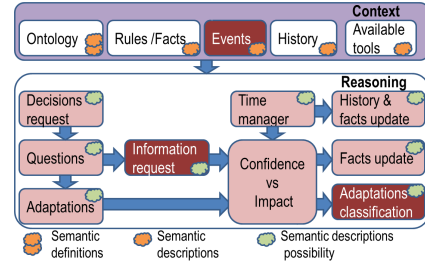 Context
Ontology
Rules /Facts
Events
History
Available
tools
Reasoning
Decisions
request
Time
manager
History &
facts update
Questions
Information
request
Confidence
vs
Impact
Facts update
Adaptations
Adaptations
classification
Semantic
definitions
Semantic
descriptions
Semantic descriptions
possibility